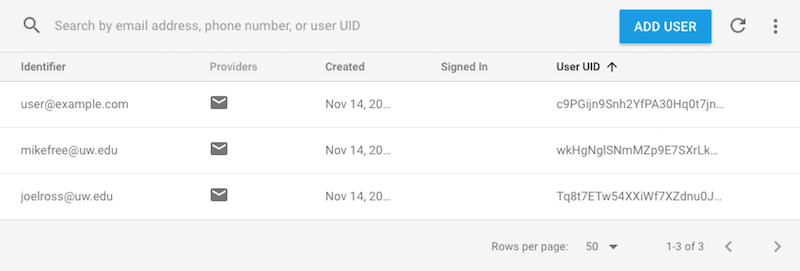 Search by email address, phone number, or user UID ADD USER
Identifier Providers Created Signed In User UID
user@example.com Nov 14, 20... c9PGijn9Snh2YfPA30Hq0t7jn...
mikefree@uw.edu Nov 14, 20... wkHgNglSNmMZp9E7SXrLk...
joelross@uw.edu Nov 14, 20... Tq8t7ETw54XXiWf7XZdnu0J...
Rows per page: 50 1-3 of 3